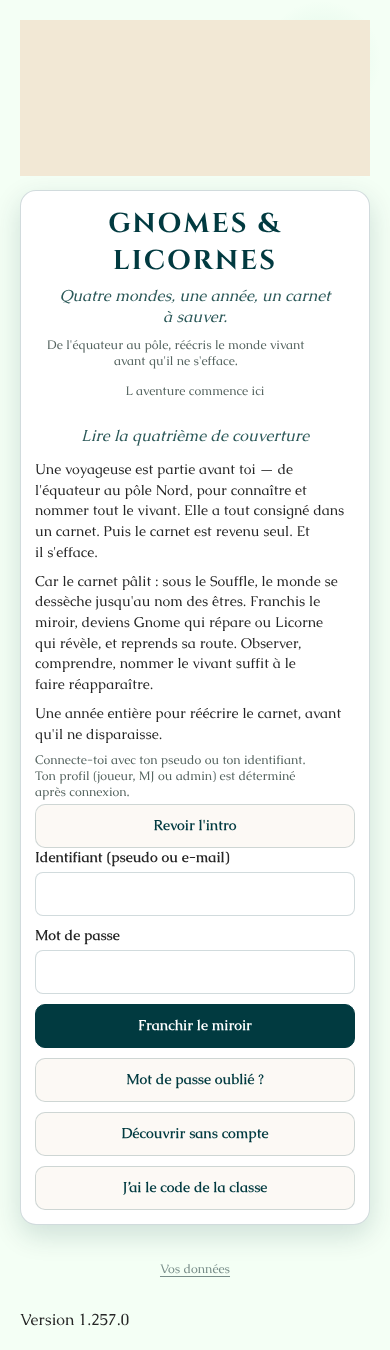 GNOMES &
LICORNES
Quatre mondes, une année, un carnet
à sauver.
De l'équateur au pôle, réécris le monde vivant
avant qu'il ne s'efface.
L aventure commence ici
Lire la quatrième de couverture
Une voyageuse est partie avant toi — de
l'équateur au pôle Nord, pour connaître et
nommer tout le vivant. Elle a tout consigné dans
un carnet. Puis le carnet est revenu seul. Et
il s'efface.
Car le carnet pâlit : sous le Souffle, le monde se
dessèche jusqu'au nom des êtres. Franchis le
miroir, deviens Gnome qui répare ou Licorne
qui révèle, et reprends sa route. Observer,
comprendre, nommer le vivant suffit à le
faire réapparaître.
Une année entière pour réécrire le carnet, avant
qu'il ne disparaisse.
Connecte-toi avec ton pseudo ou ton identifiant.
Ton profil (joueur, MJ ou admin) est déterminé
après connexion.
Revoir l'intro
Identifiant (pseudo ou e-mail)
Mot de passe
Franchir le miroir
Mot de passe oublié ?
Découvrir sans compte
J’ai le code de la classe
Vos données
Version 1.257.0